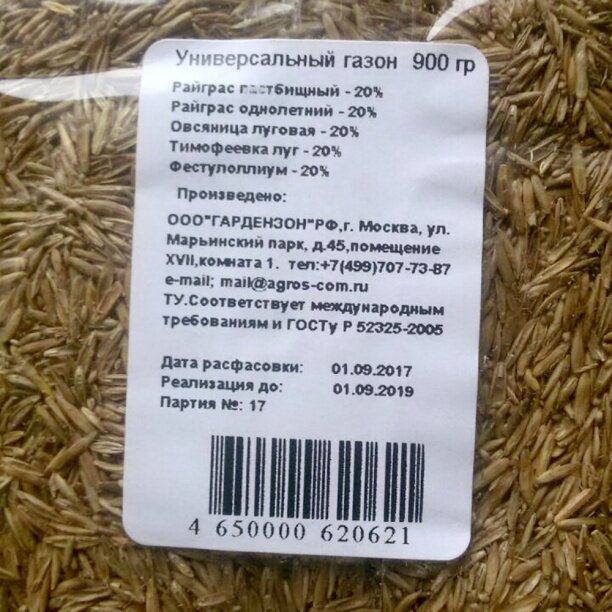 Универсальный газон 900 гр
Райграс пастбищный - 20%
Райграс однолетний - 20%
Овсяница луговая - 20%
Тимофеевка луг - 20%
Фестулоллиум - 20%
Произведено:
ООО"ГАРДЕНЗОН"РФ,г. Москва, ул.
Марьинский парк, д.45,помещение
XVII,комната 1. тел:+7(499)707-73-87
e-mail; mail@agros-com.ru
ТУ.Соответствует международным
требованиям и ГОСТу Р 52325-2005
Дата расфасовки: 01.09.2017
Реализация до: 01.09.2019
Партия №: 17
4 650000 620621